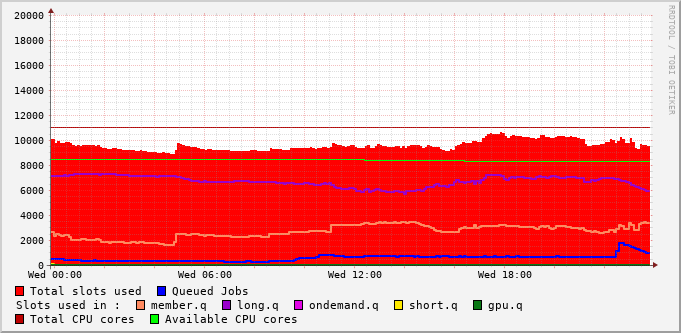 20000
18000
16000
14000
12000
10000
8000
6000
4000
2000
0
Wed 00:00 Wed 06:00 Wed 12:00 Wed 18:00
RRDTOOL / TOBI OETIKER
Total slots used Queued Jobs
Slots used in : member.q long.q ondemand.q short.q gpu.q
Total CPU cores Available CPU cores